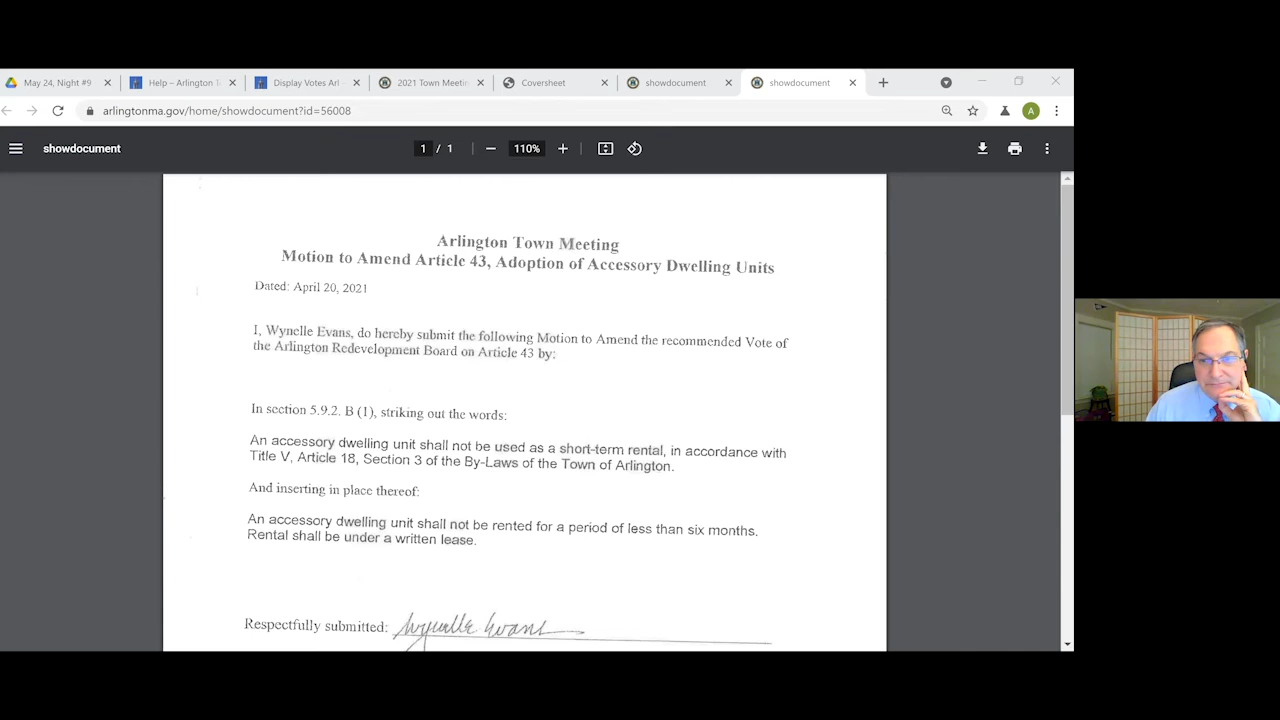 May 24, Night #9
Help – Arlington T
Display Votes Arl
2021 Town Meetin
Coversheet
showdocument
showdocument
arlingtonma.gov/home/showdocument?id=56008
A
showdocument
1 / 1
110%
Arlington Town Meeting
Motion to Amend Article 43, Adoption of Accessory Dwelling Units
Dated: April 20, 2021
I, Wynelle Evans, do hereby submit the following Motion to Amend the recommended Vote of
the Arlington Redevelopment Board on Article 43 by:
In section 5.9.2. B (1), striking out the words:
An accessory dwelling unit shall not be used as a short-term rental, in accordance with
Title V, Article 18, Section 3 of the By-Laws of the Town of Arlington.
And inserting in place thereof:
An accessory dwelling unit shall not be rented for a period of less than six months.
Rental shall be under a written lease.
Respectfully submitted: Wynelle Evans